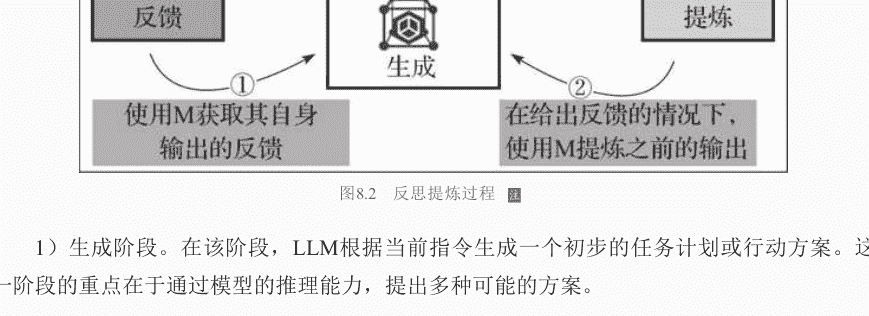 反馈
提炼
生成
①
②
使用M获取其自身
输出的反馈
在给出反馈的情况下，
使用M提炼之前的输出
图8.2 反思提炼过程 注
1）生成阶段。在该阶段，LLM根据当前指令生成一个初步的任务计划或行动方案。这
一阶段的重点在于通过模型的推理能力，提出多种可能的方案。